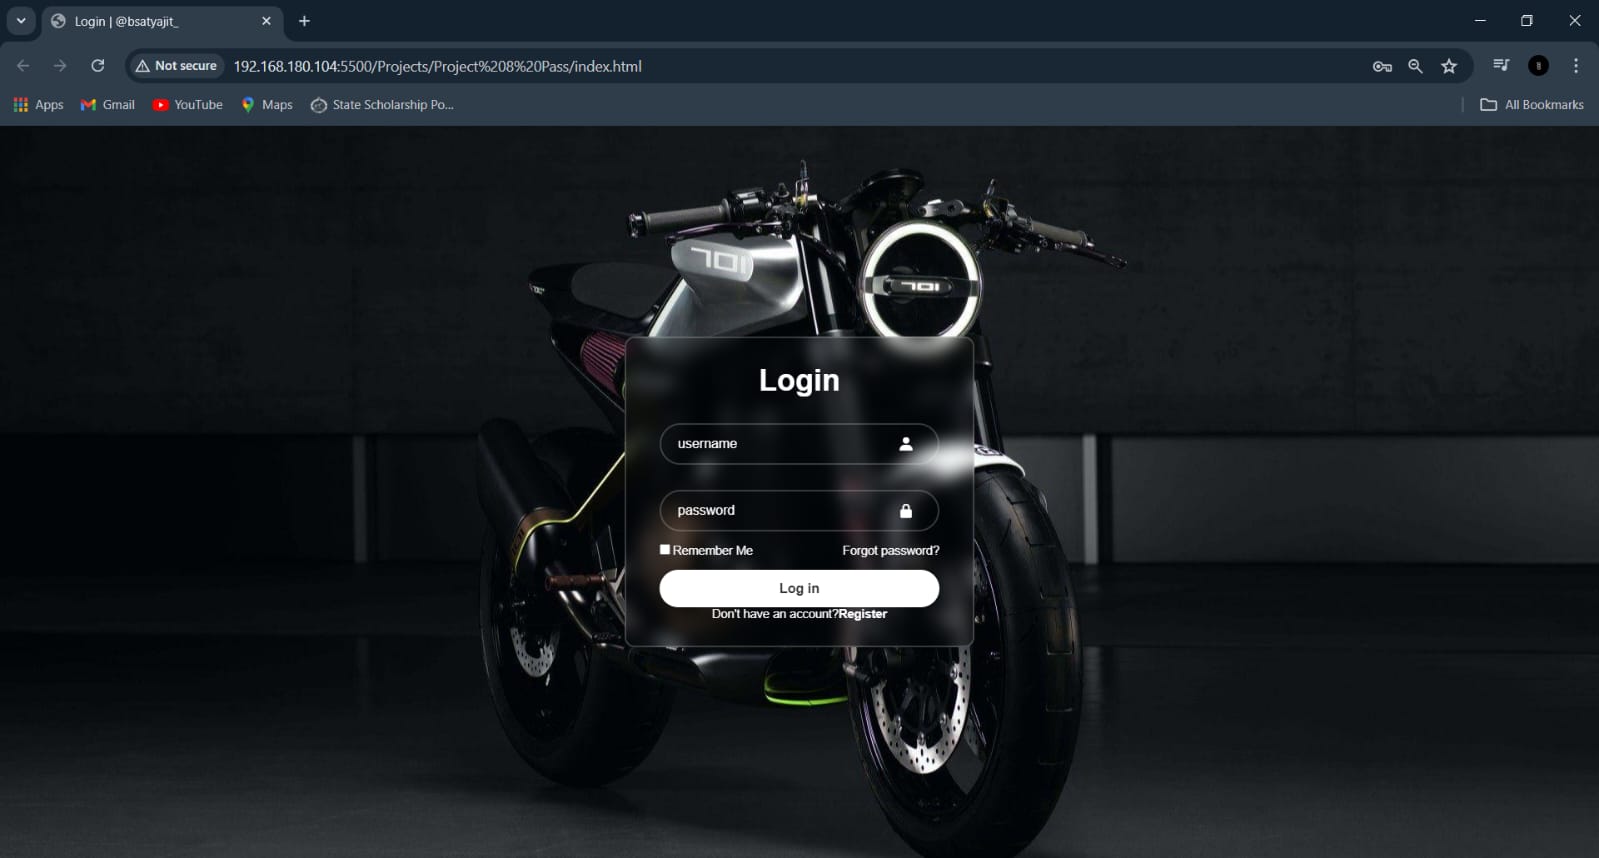 Login | @bsatyajit_
Not secure
192.168.180.104:5500/Projects/Project%208%20Pass/index.html
Apps
Gmail
YouTube
Maps
State Scholarship Po...
All Bookmarks
701
701
Login
username
password
Remember Me
Forgot password?
Log in
Don't have an account?Register